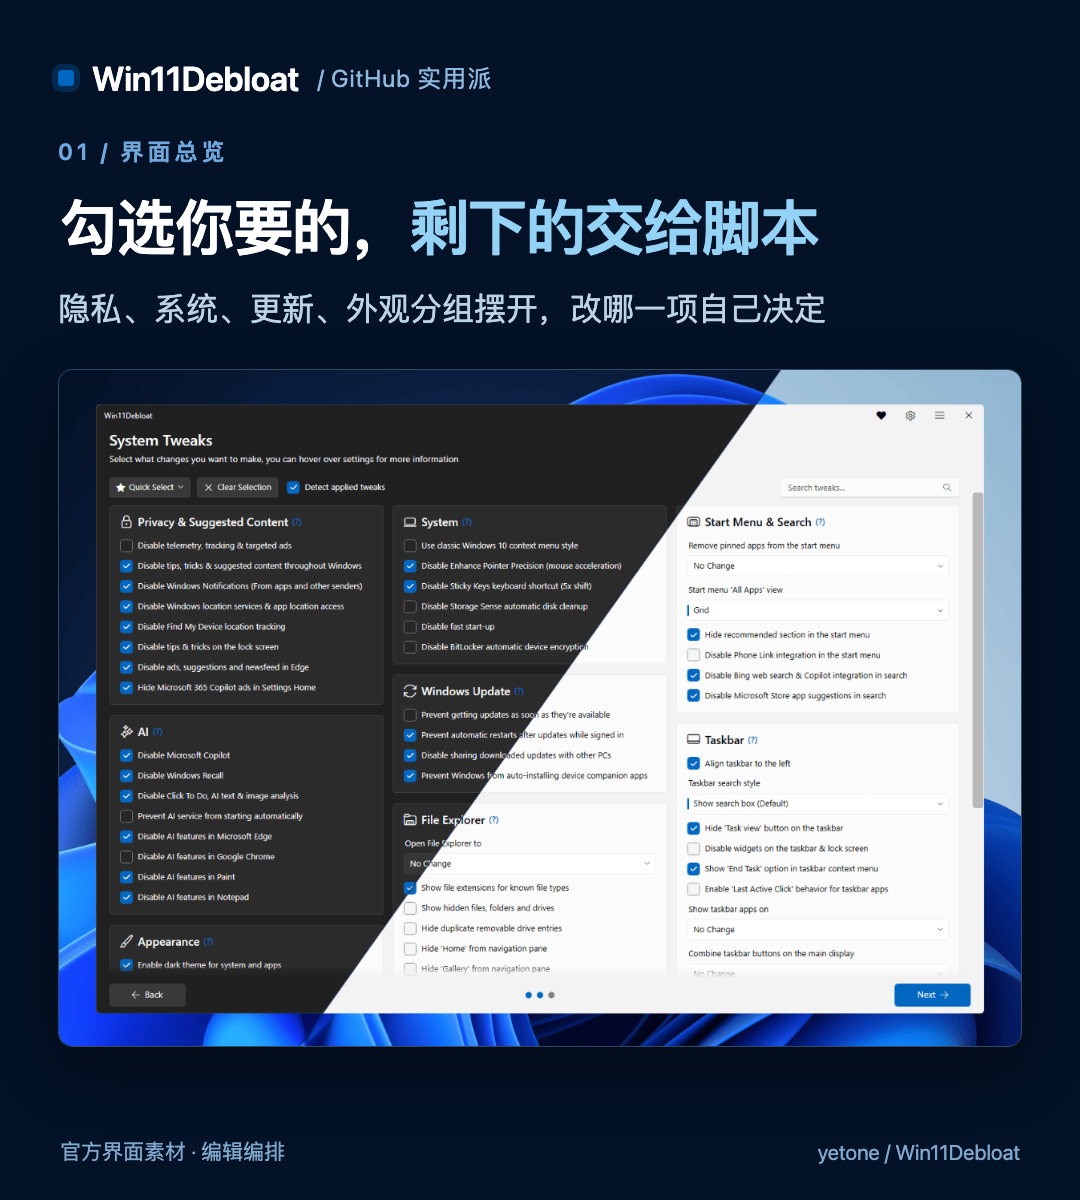 Win11Debloat / GitHub 实用派
01 / 界面总览
勾选你要的，剩下的交给脚本
隐私、系统、更新、外观分组摆开，改哪一项自己决定
Win11Debloat
System Tweaks
Select what changes you want to make, you can hover over settings for more information
Quick Select
Clear Selection
Detect applied tweaks
Search tweaks...
Privacy & Suggested Content (?)
Disable telemetry, tracking & targeted ads
Disable tips, tricks & suggested content throughout Windows
Disable Windows Notifications (From apps and other senders)
Disable Windows location services & app location access
Disable Find My Device location tracking
Disable tips & tricks on the lock screen
Disable ads, suggestions and newsfeed in Edge
Hide Microsoft 365 Copilot ads in Settings Home
AI (?)
Disable Microsoft Copilot
Disable Windows Recall
Disable Click To Do, AI text & image analysis
Prevent AI service from starting automatically
Disable AI features in Microsoft Edge
Disable AI features in Google Chrome
Disable AI features in Paint
Disable AI features in Notepad
Appearance (?)
Enable dark theme for system and apps
System (?)
Use classic Windows 10 context menu style
Disable Enhance Pointer Precision (mouse acceleration)
Disable Sticky Keys keyboard shortcut (5x shift)
Disable Storage Sense automatic disk cleanup
Disable fast start-up
Disable BitLocker automatic device encryption
Windows Update (?)
Prevent getting updates as soon as they're available
Prevent automatic restarts after updates while signed in
Disable sharing downloaded updates with other PCs
Prevent Windows from auto-installing device companion apps
File Explorer (?)
Open File Explorer to
No Change
Show file extensions for known file types
Show hidden files, folders and drives
Hide duplicate removable drive entries
Hide 'Home' from navigation pane
Hide 'Gallery' from navigation pane
Start Menu & Search (?)
Remove pinned apps from the start menu
No Change
Start menu 'All Apps' view
Grid
Hide recommended section in the start menu
Disable Phone Link integration in the start menu
Disable Bing web search & Copilot integration in search
Disable Microsoft Store app suggestions in search
Taskbar (?)
Align taskbar to the left
Taskbar search style
Show search box (Default)
Hide 'Task view' button on the taskbar
Disable widgets on the taskbar & lock screen
Show 'End Task' option in taskbar context menu
Enable 'Last Active Click' behavior for taskbar apps
Show taskbar apps on
No Change
Combine taskbar buttons on the main display
No Change
Back
Next
官方界面素材 · 编辑编排
yetone / Win11Debloat